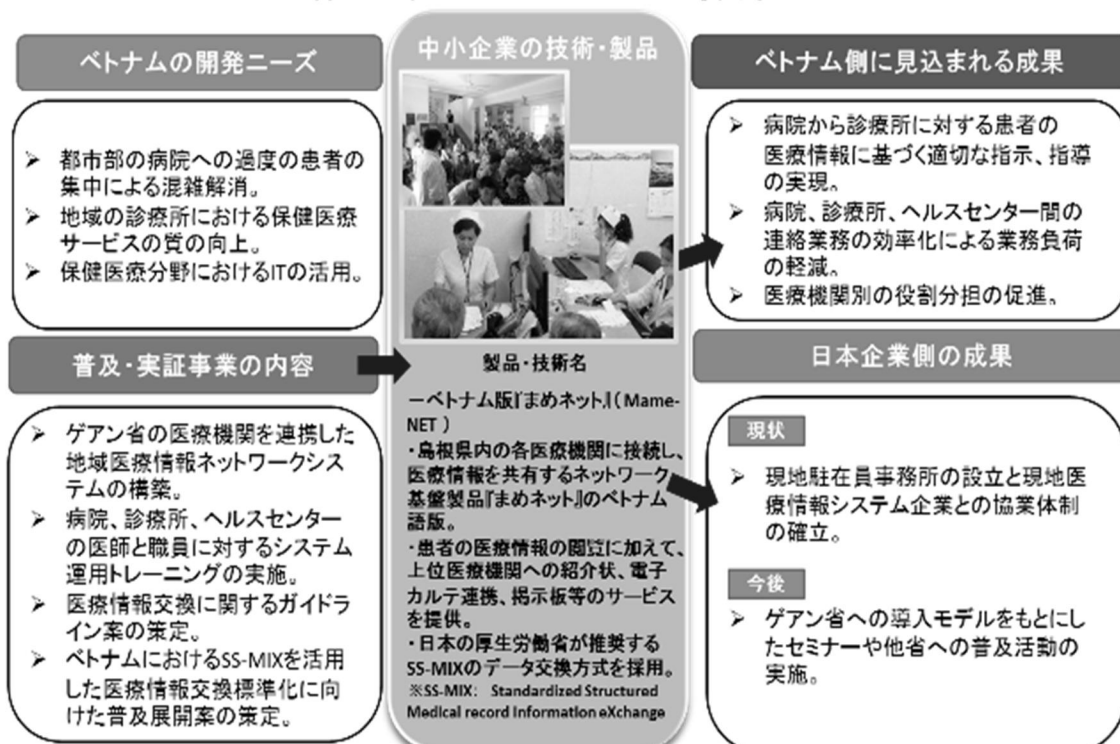 ベトナムの開発ニーズ
➢ 都市部の病院への過度の患者の
集中による混雑解消。
➢ 地域の診療所における保健医療
サービスの質の向上。
➢ 保健医療分野におけるITの活用。
普及・実証事業の内容
➢ ゲアン省の医療機関を連携した
地域医療情報ネットワークシス
テムの構築。
➢ 病院、診療所、ヘルスセンター
の医師と職員に対するシステム
運用トレーニングの実施。
➢ 医療情報交換に関するガイドラ
イン案の策定。
➢ ベトナムにおけるSS-MIXを活用
した医療情報交換標準化に向
けた普及展開案の策定。
中小企業の技術・製品
製品・技術名
ーベトナム版『まめネット』(Mame-
NET )
・島根県内の各医療機関に接続し、
医療情報を共有するネットワーク
基盤製品『まめネット』のベトナム
語版。
・患者の医療情報の閲覧に加えて、
上位医療機関への紹介状、電子
カルテ連携、掲示板等のサービス
を提供。
・日本の厚生労働省が推奨する
SS-MIXのデータ交換方式を採用。
※SS-MIX: Standardized Structured
Medical record Information eXchange
ベトナム側に見込まれる成果
➢ 病院から診療所に対する患者の
医療情報に基づく適切な指示、指導
の実現。
➢ 病院、診療所、ヘルスセンター間の
連絡業務の効率化による業務負荷
の軽減。
➢ 医療機関別の役割分担の促進。
日本企業側の成果
現状
➢ 現地駐在員事務所の設立と現地医
療情報システム企業との協業体制
の確立。
今後
➢ ゲアン省への導入モデルをもとにし
たセミナーや他省への普及活動の
実施。